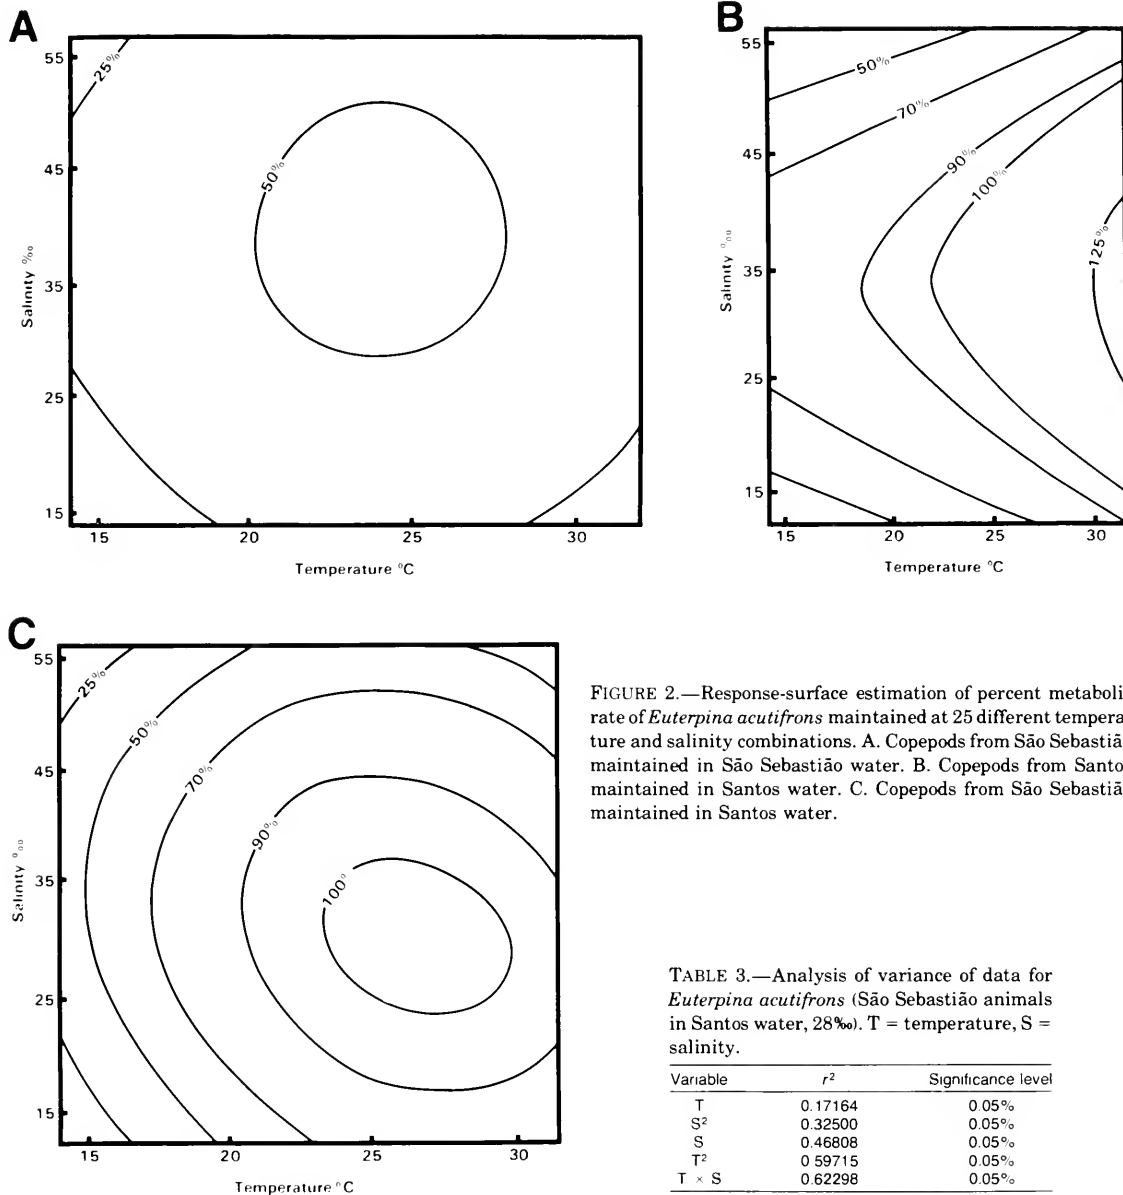 A
55
45
35
25
15
Salinity ‰
25%
50%
15 20 25 30
Temperature °C
B
55
45
35
25
15
Salinity ‰
50%
70%
90%
100%
125%
15 20 25 30
Temperature °C
C
55
45
35
25
15
Salinity ‰
25%
50%
70%
90%
100°
15 20 25 30
Temperature °C
FIGURE 2.—Response-surface estimation of percent metaboli
rate of Euterpina acutifrons maintained at 25 different tempera
ture and salinity combinations. A. Copepods from São Sebastiã
maintained in São Sebastião water. B. Copepods from Santo
maintained in Santos water. C. Copepods from São Sebastiã
maintained in Santos water.
TABLE 3.—Analysis of variance of data for
Euterpina acutifrons (São Sebastião animals
in Santos water, 28‰). T = temperature, S =
salinity.
Variable r² Significance level
T 0.17164 0.05%
S² 0.32500 0.05%
S 0.46808 0.05%
T² 0.59715 0.05%
T × S 0.62298 0.05%